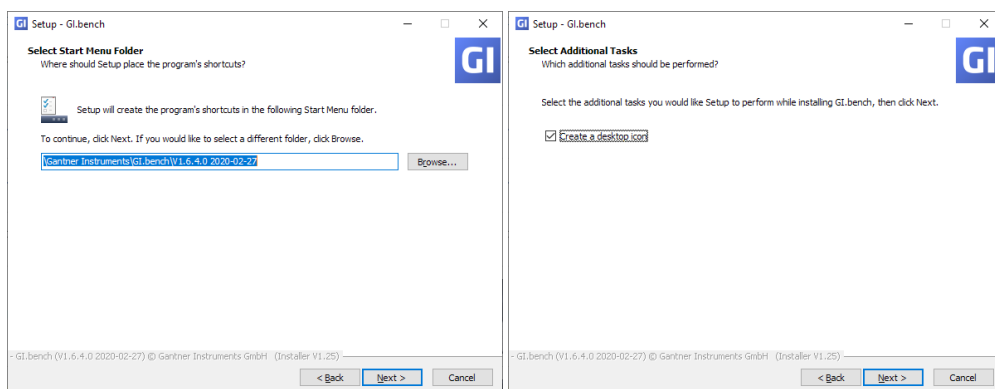 GI Setup - GI.bench
Select Start Menu Folder
Where should Setup place the program's shortcuts?
GI
Setup will create the program's shortcuts in the following Start Menu folder.
To continue, click Next. If you would like to select a different folder, click Browse.
\Gantner Instruments\GI.bench\V1.6.4.0 2020-02-27
Browse...
GI.bench (V1.6.4.0 2020-02-27) © Gantner Instruments GmbH (Installer V1.25)
< Back
Next >
Cancel
GI Setup - GI.bench
Select Additional Tasks
Which additional tasks should be performed?
GI
Select the additional tasks you would like Setup to perform while installing GI.bench, then click Next.
Create a desktop icon
GI.bench (V1.6.4.0 2020-02-27) © Gantner Instruments GmbH (Installer V1.25)
< Back
Next >
Cancel